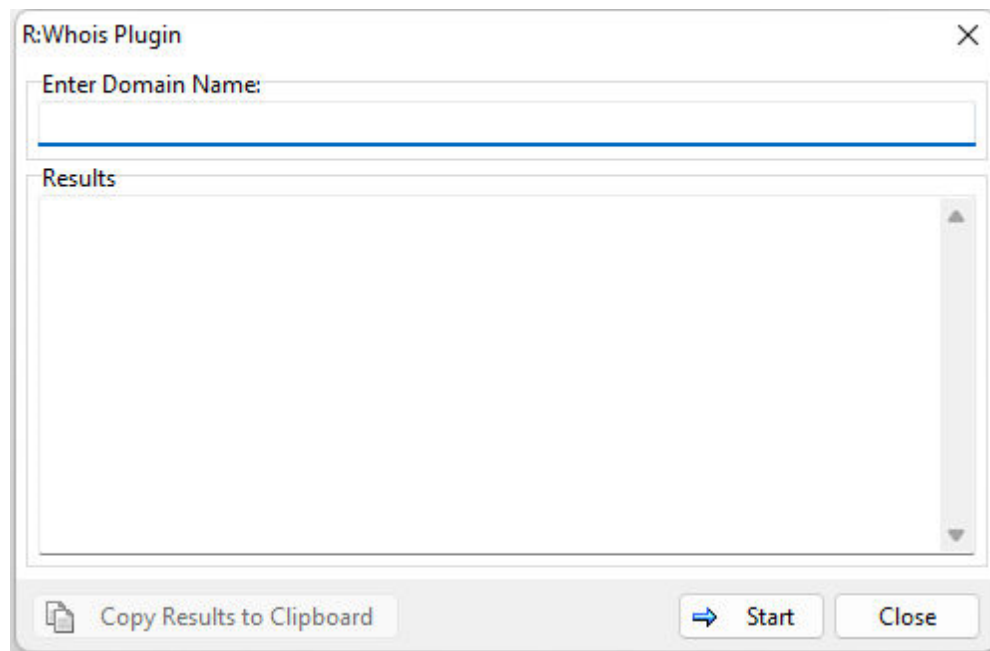 R:Whois Plugin
Enter Domain Name:
Results
Copy Results to Clipboard
Start
Close